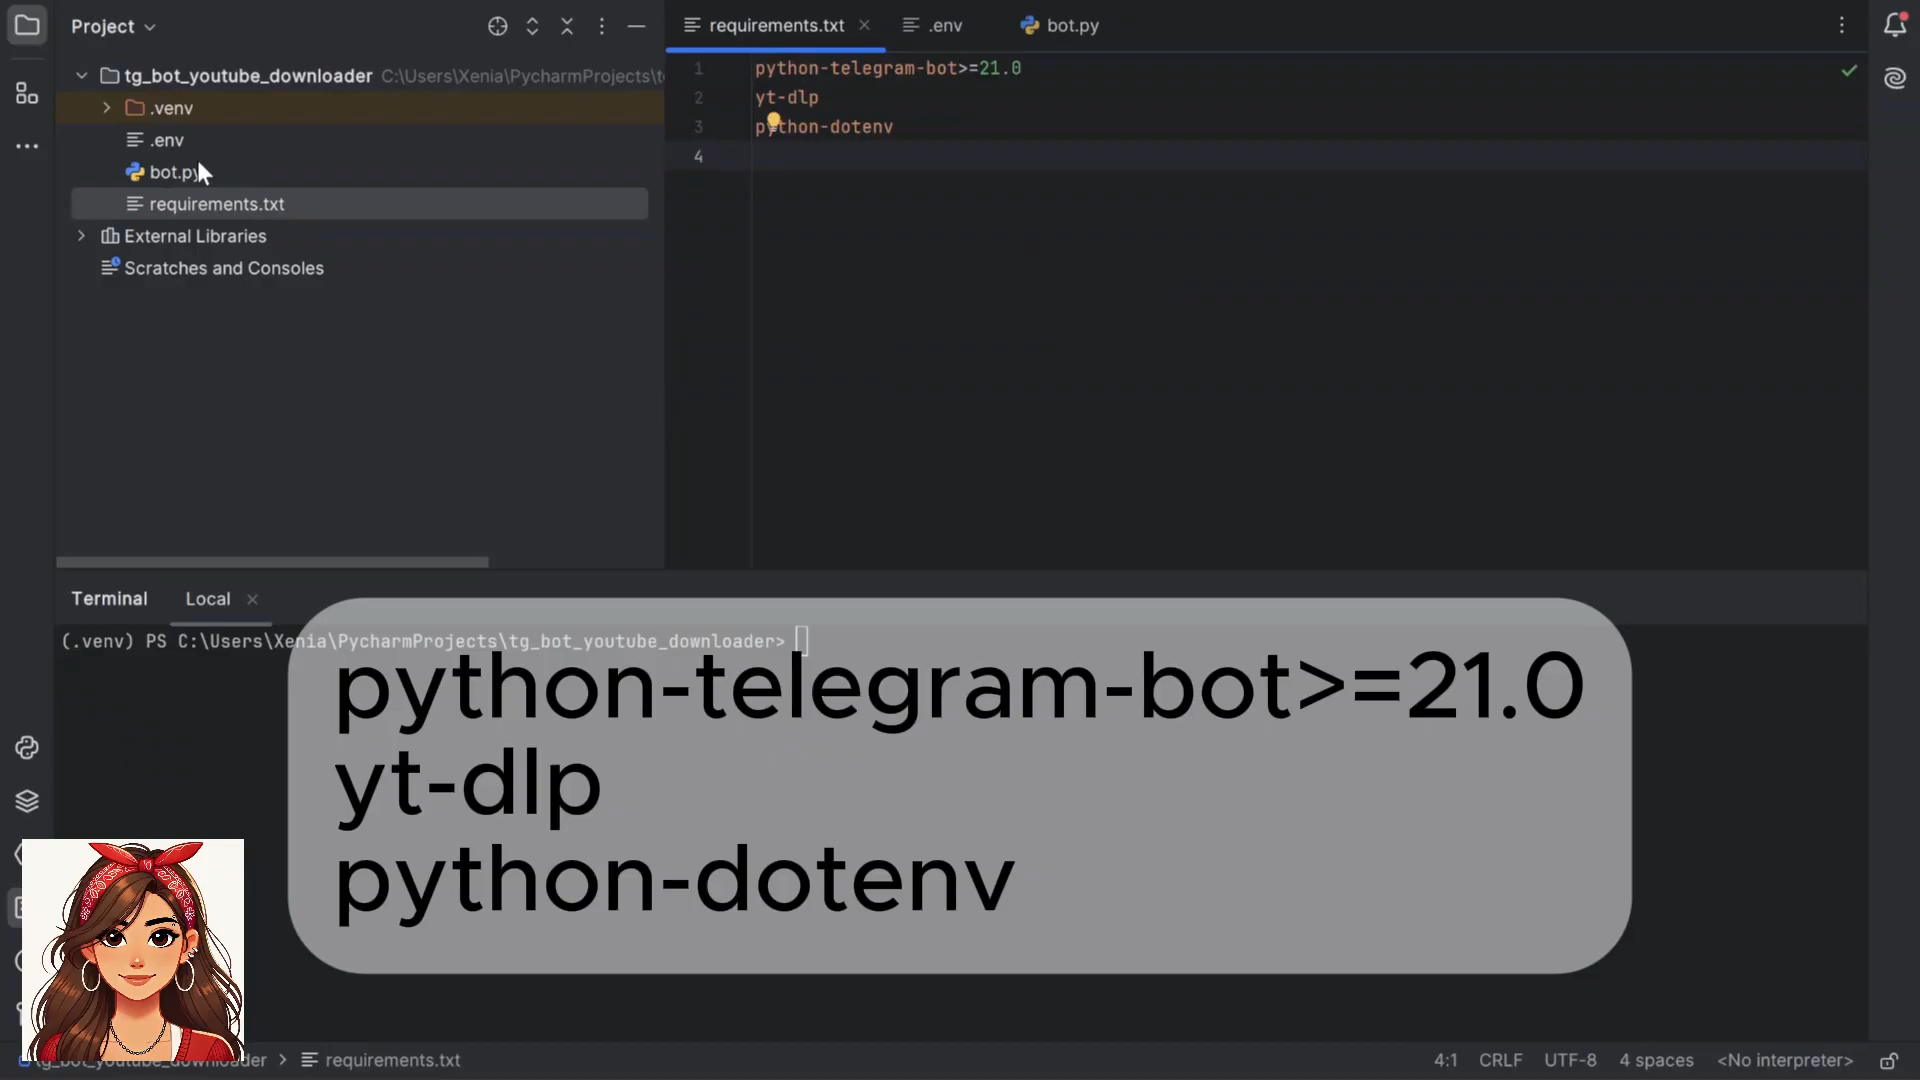 Project
requirements.txt
.env
bot.py
tg_bot_youtube_downloader C:\Users\Xenia\PycharmProjects\t
.venv
.env
bot.py
requirements.txt
External Libraries
Scratches and Consoles
1 python-telegram-bot>=21.0
2 yt-dlp
3 python-dotenv
4
Terminal Local
(.venv) PS C:\Users\Xenia\PycharmProjects\tg_bot_youtube_downloader>
python-telegram-bot>=21.0
yt-dlp
python-dotenv
tg_bot_youtube_downloader > requirements.txt
4:1 CRLF UTF-8 4 spaces <No interpreter>